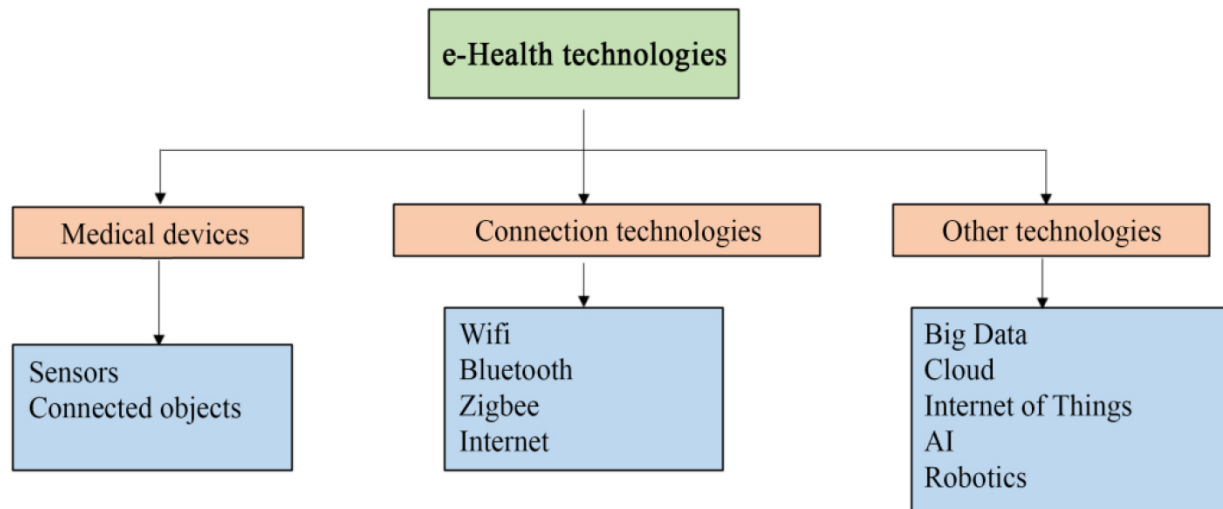 e-Health technologies
Medical devices
Connection technologies
Other technologies
Sensors
Connected objects
Wifi
Bluetooth
Zigbee
Internet
Big Data
Cloud
Internet of Things
AI
Robotics